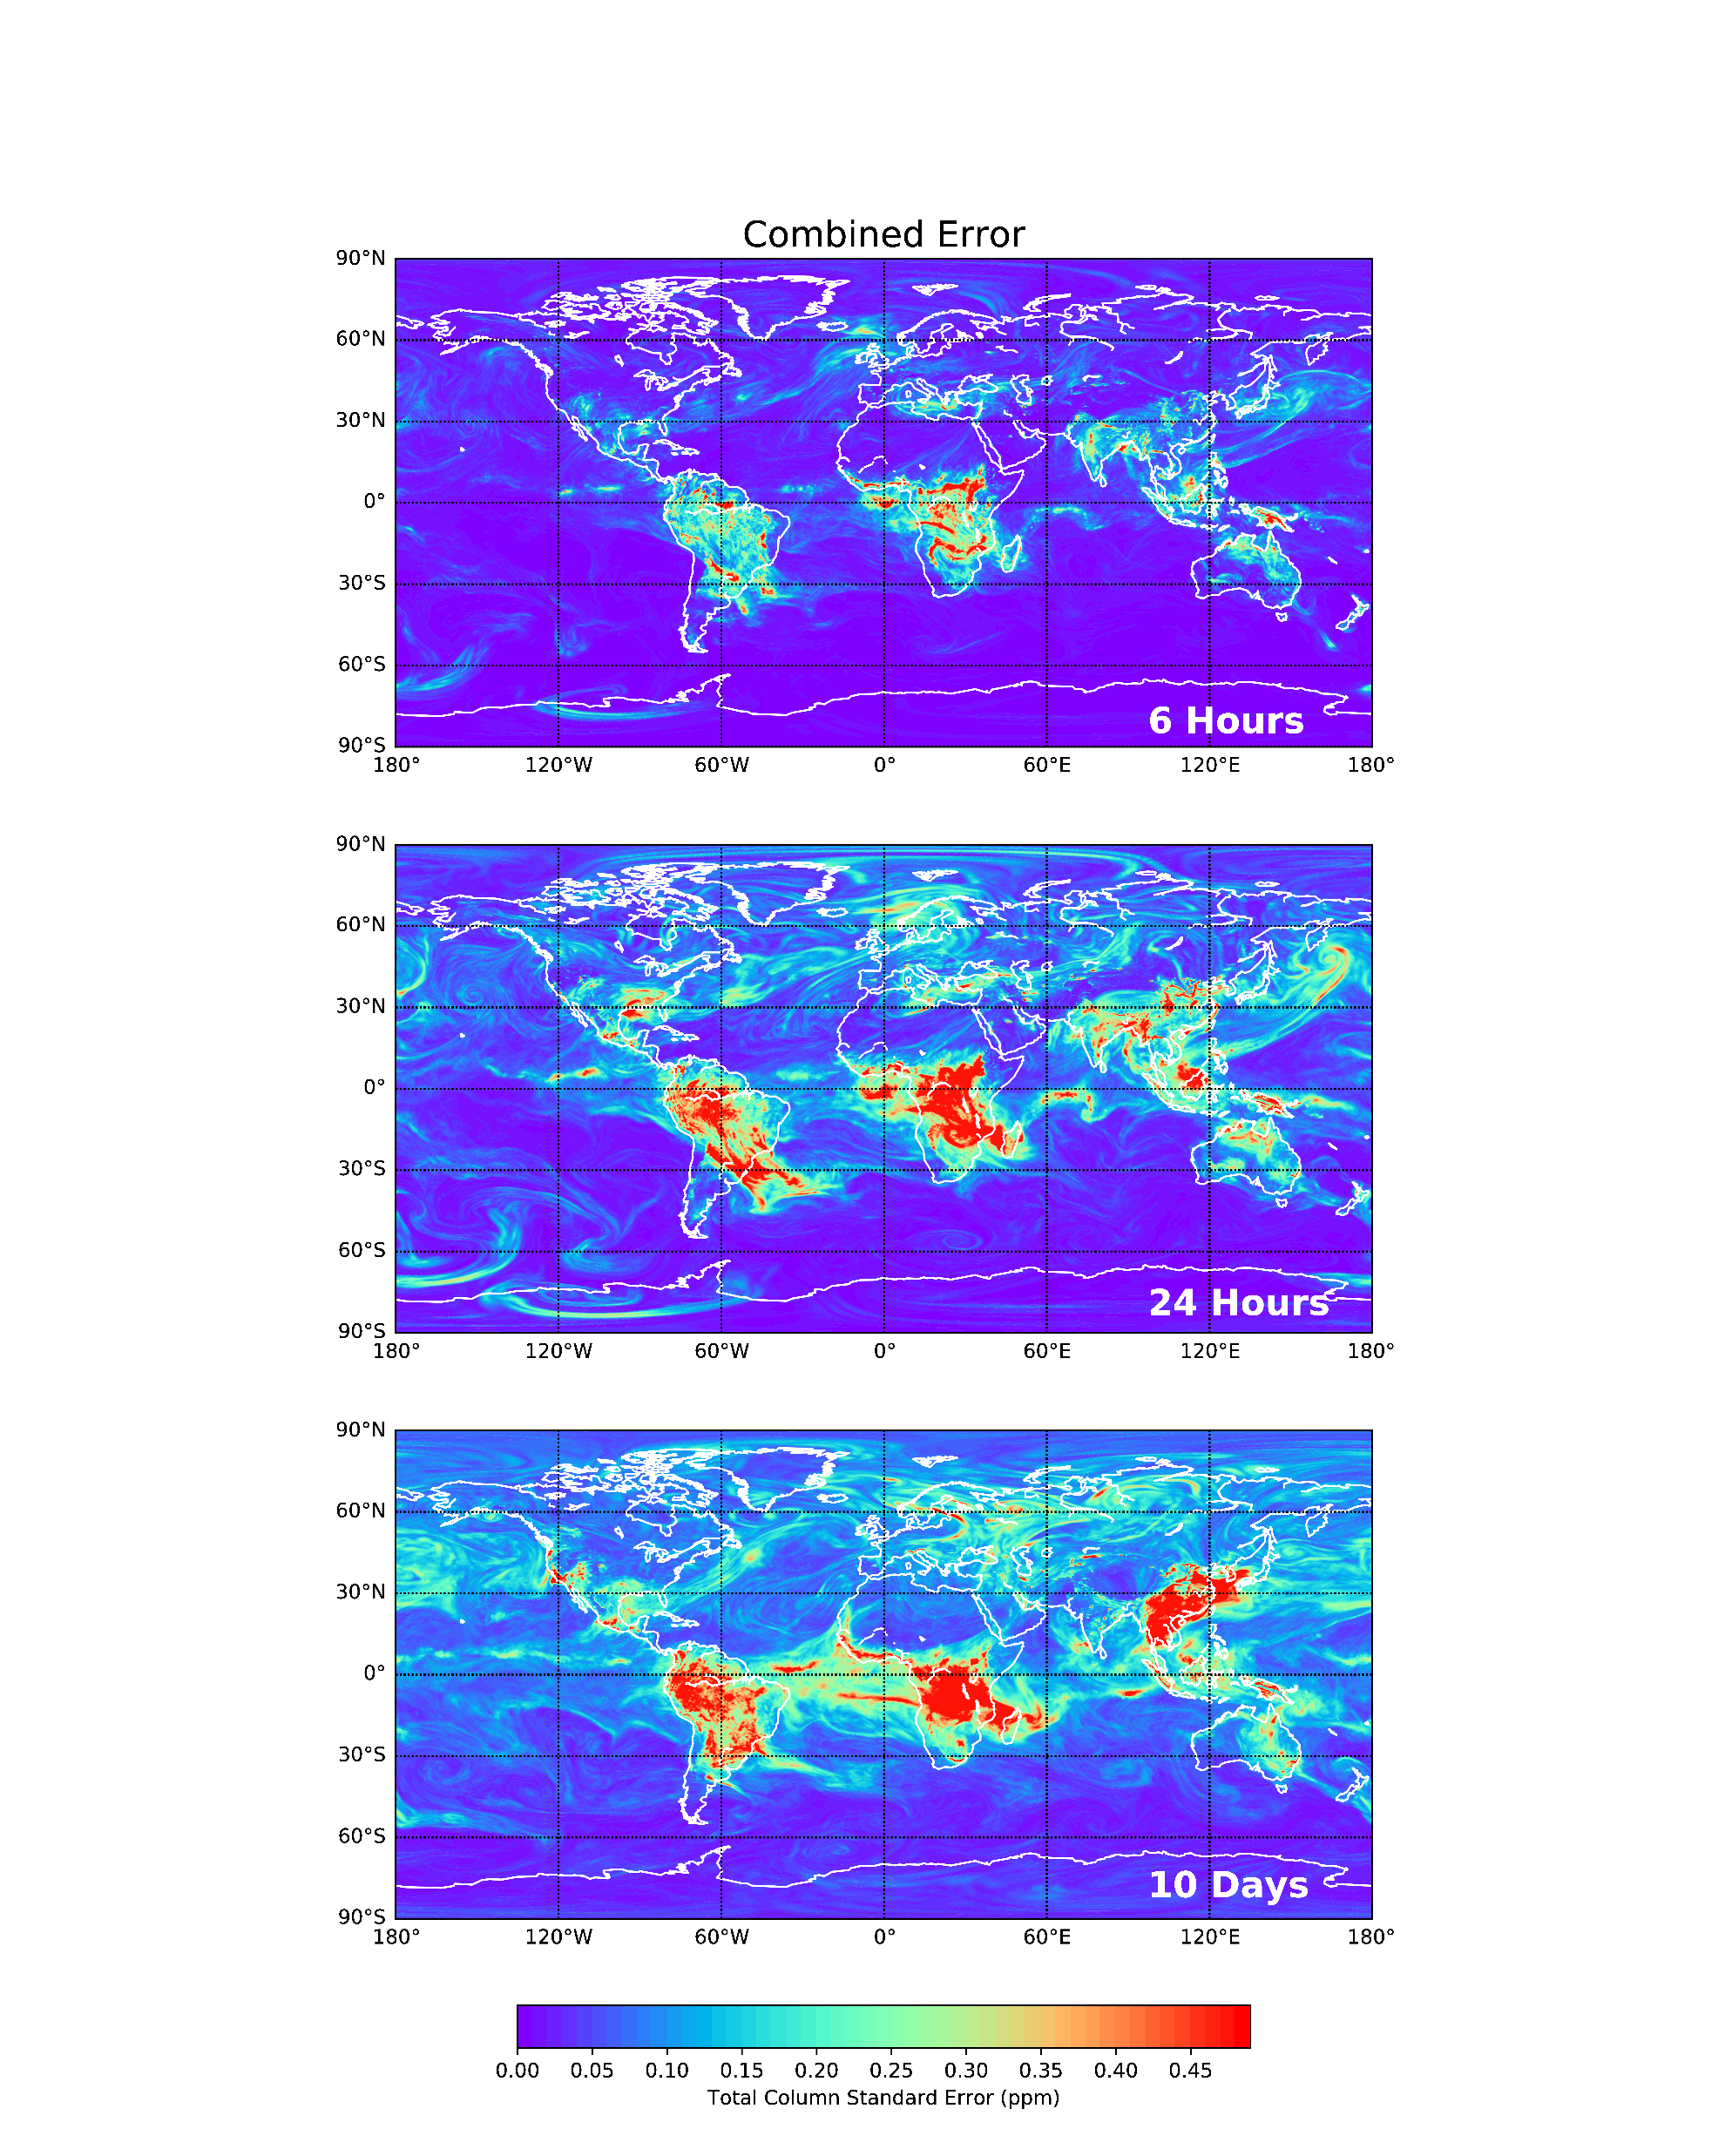 Combined Error
90°N
60°N
30°N
0°
30°S
60°S
90°S
6 Hours
180° 120°W 60°W 0° 60°E 120°E 180°
90°N
60°N
30°N
0°
30°S
60°S
90°S
24 Hours
180° 120°W 60°W 0° 60°E 120°E 180°
90°N
60°N
30°N
0°
30°S
60°S
90°S
10 Days
180° 120°W 60°W 0° 60°E 120°E 180°
0.00 0.05 0.10 0.15 0.20 0.25 0.30 0.35 0.40 0.45
Total Column Standard Error (ppm)